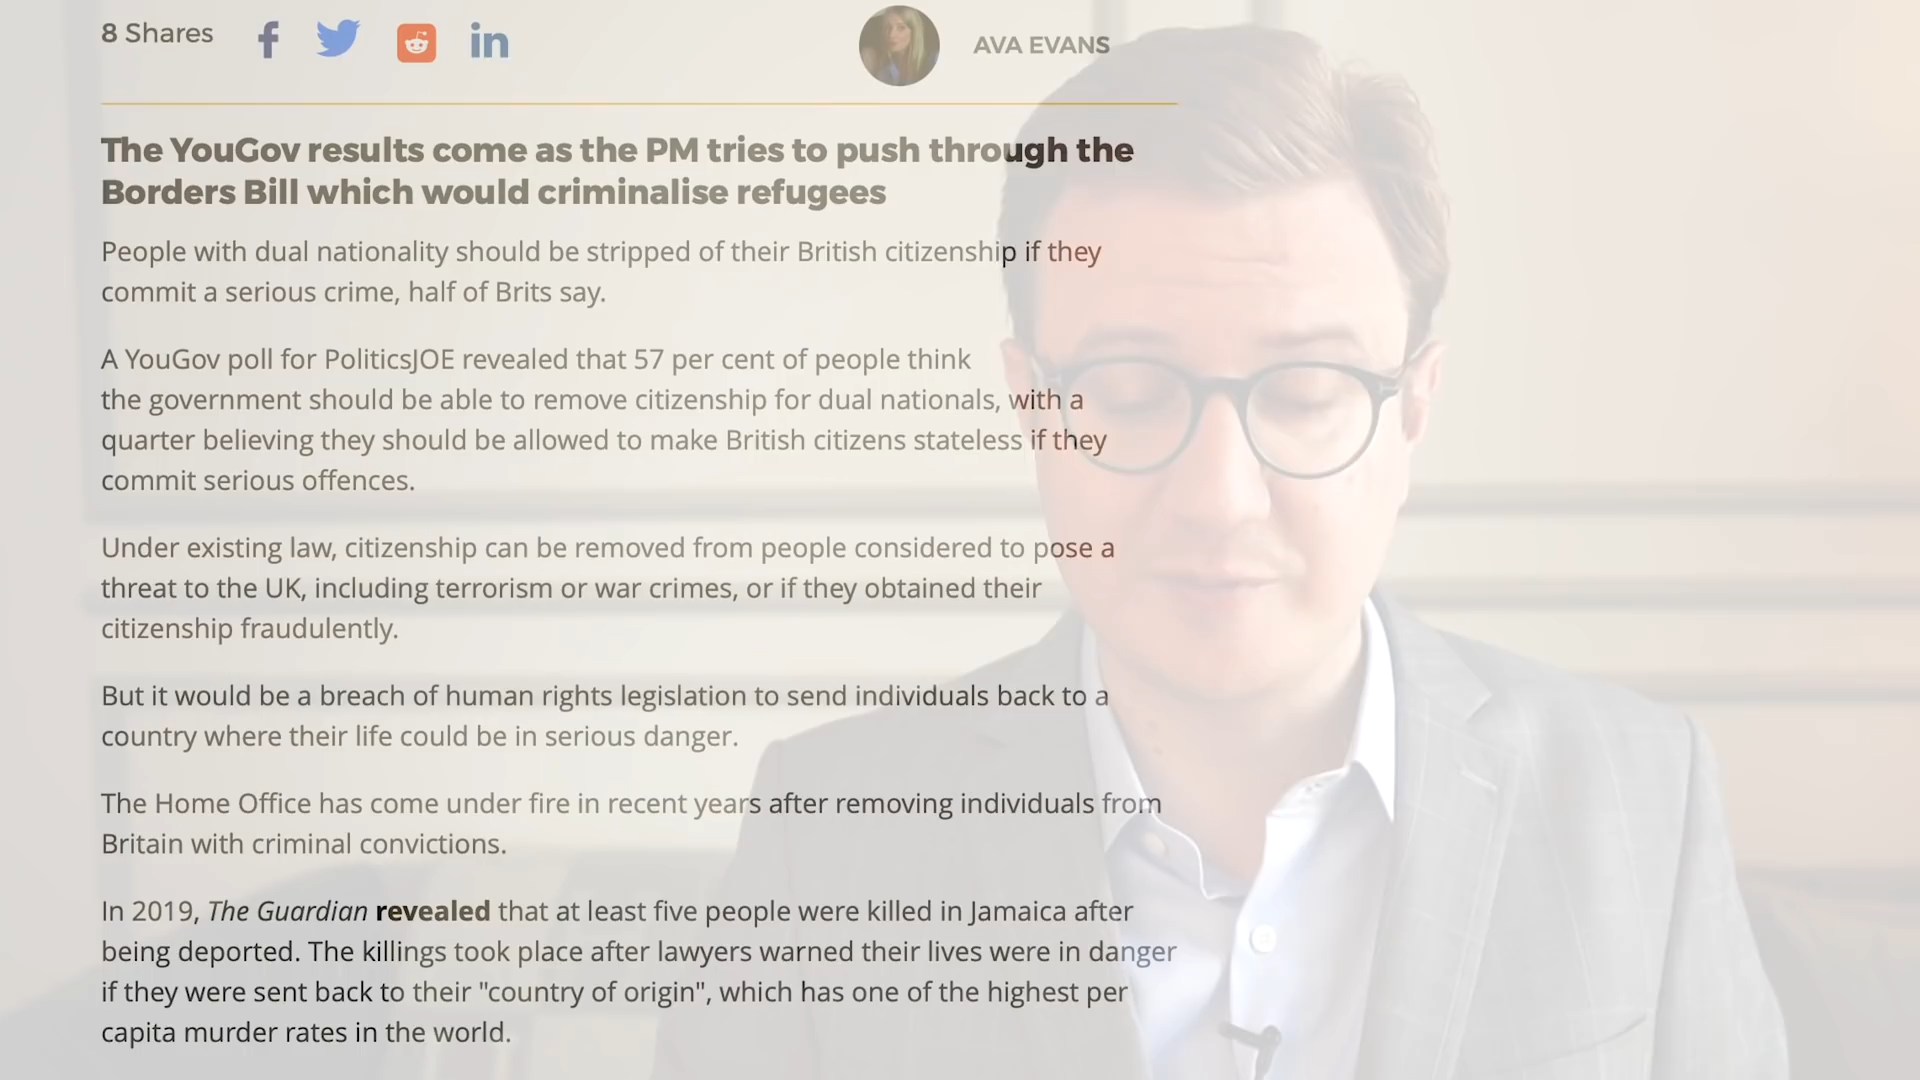 8 Shares
AVA EVANS
The YouGov results come as the PM tries to push through the
Borders Bill which would criminalise refugees
People with dual nationality should be stripped of their British citizenship if they
commit a serious crime, half of Brits say.
A YouGov poll for PoliticsJOE revealed that 57 per cent of people think
the government should be able to remove citizenship for dual nationals, with a
quarter believing they should be allowed to make British citizens stateless if they
commit serious offences.
Under existing law, citizenship can be removed from people considered to pose a
threat to the UK, including terrorism or war crimes, or if they obtained their
citizenship fraudulently.
But it would be a breach of human rights legislation to send individuals back to a
country where their life could be in serious danger.
The Home Office has come under fire in recent years after removing individuals from
Britain with criminal convictions.
In 2019, The Guardian revealed that at least five people were killed in Jamaica after
being deported. The killings took place after lawyers warned their lives were in danger
if they were sent back to their "country of origin", which has one of the highest per
capita murder rates in the world.